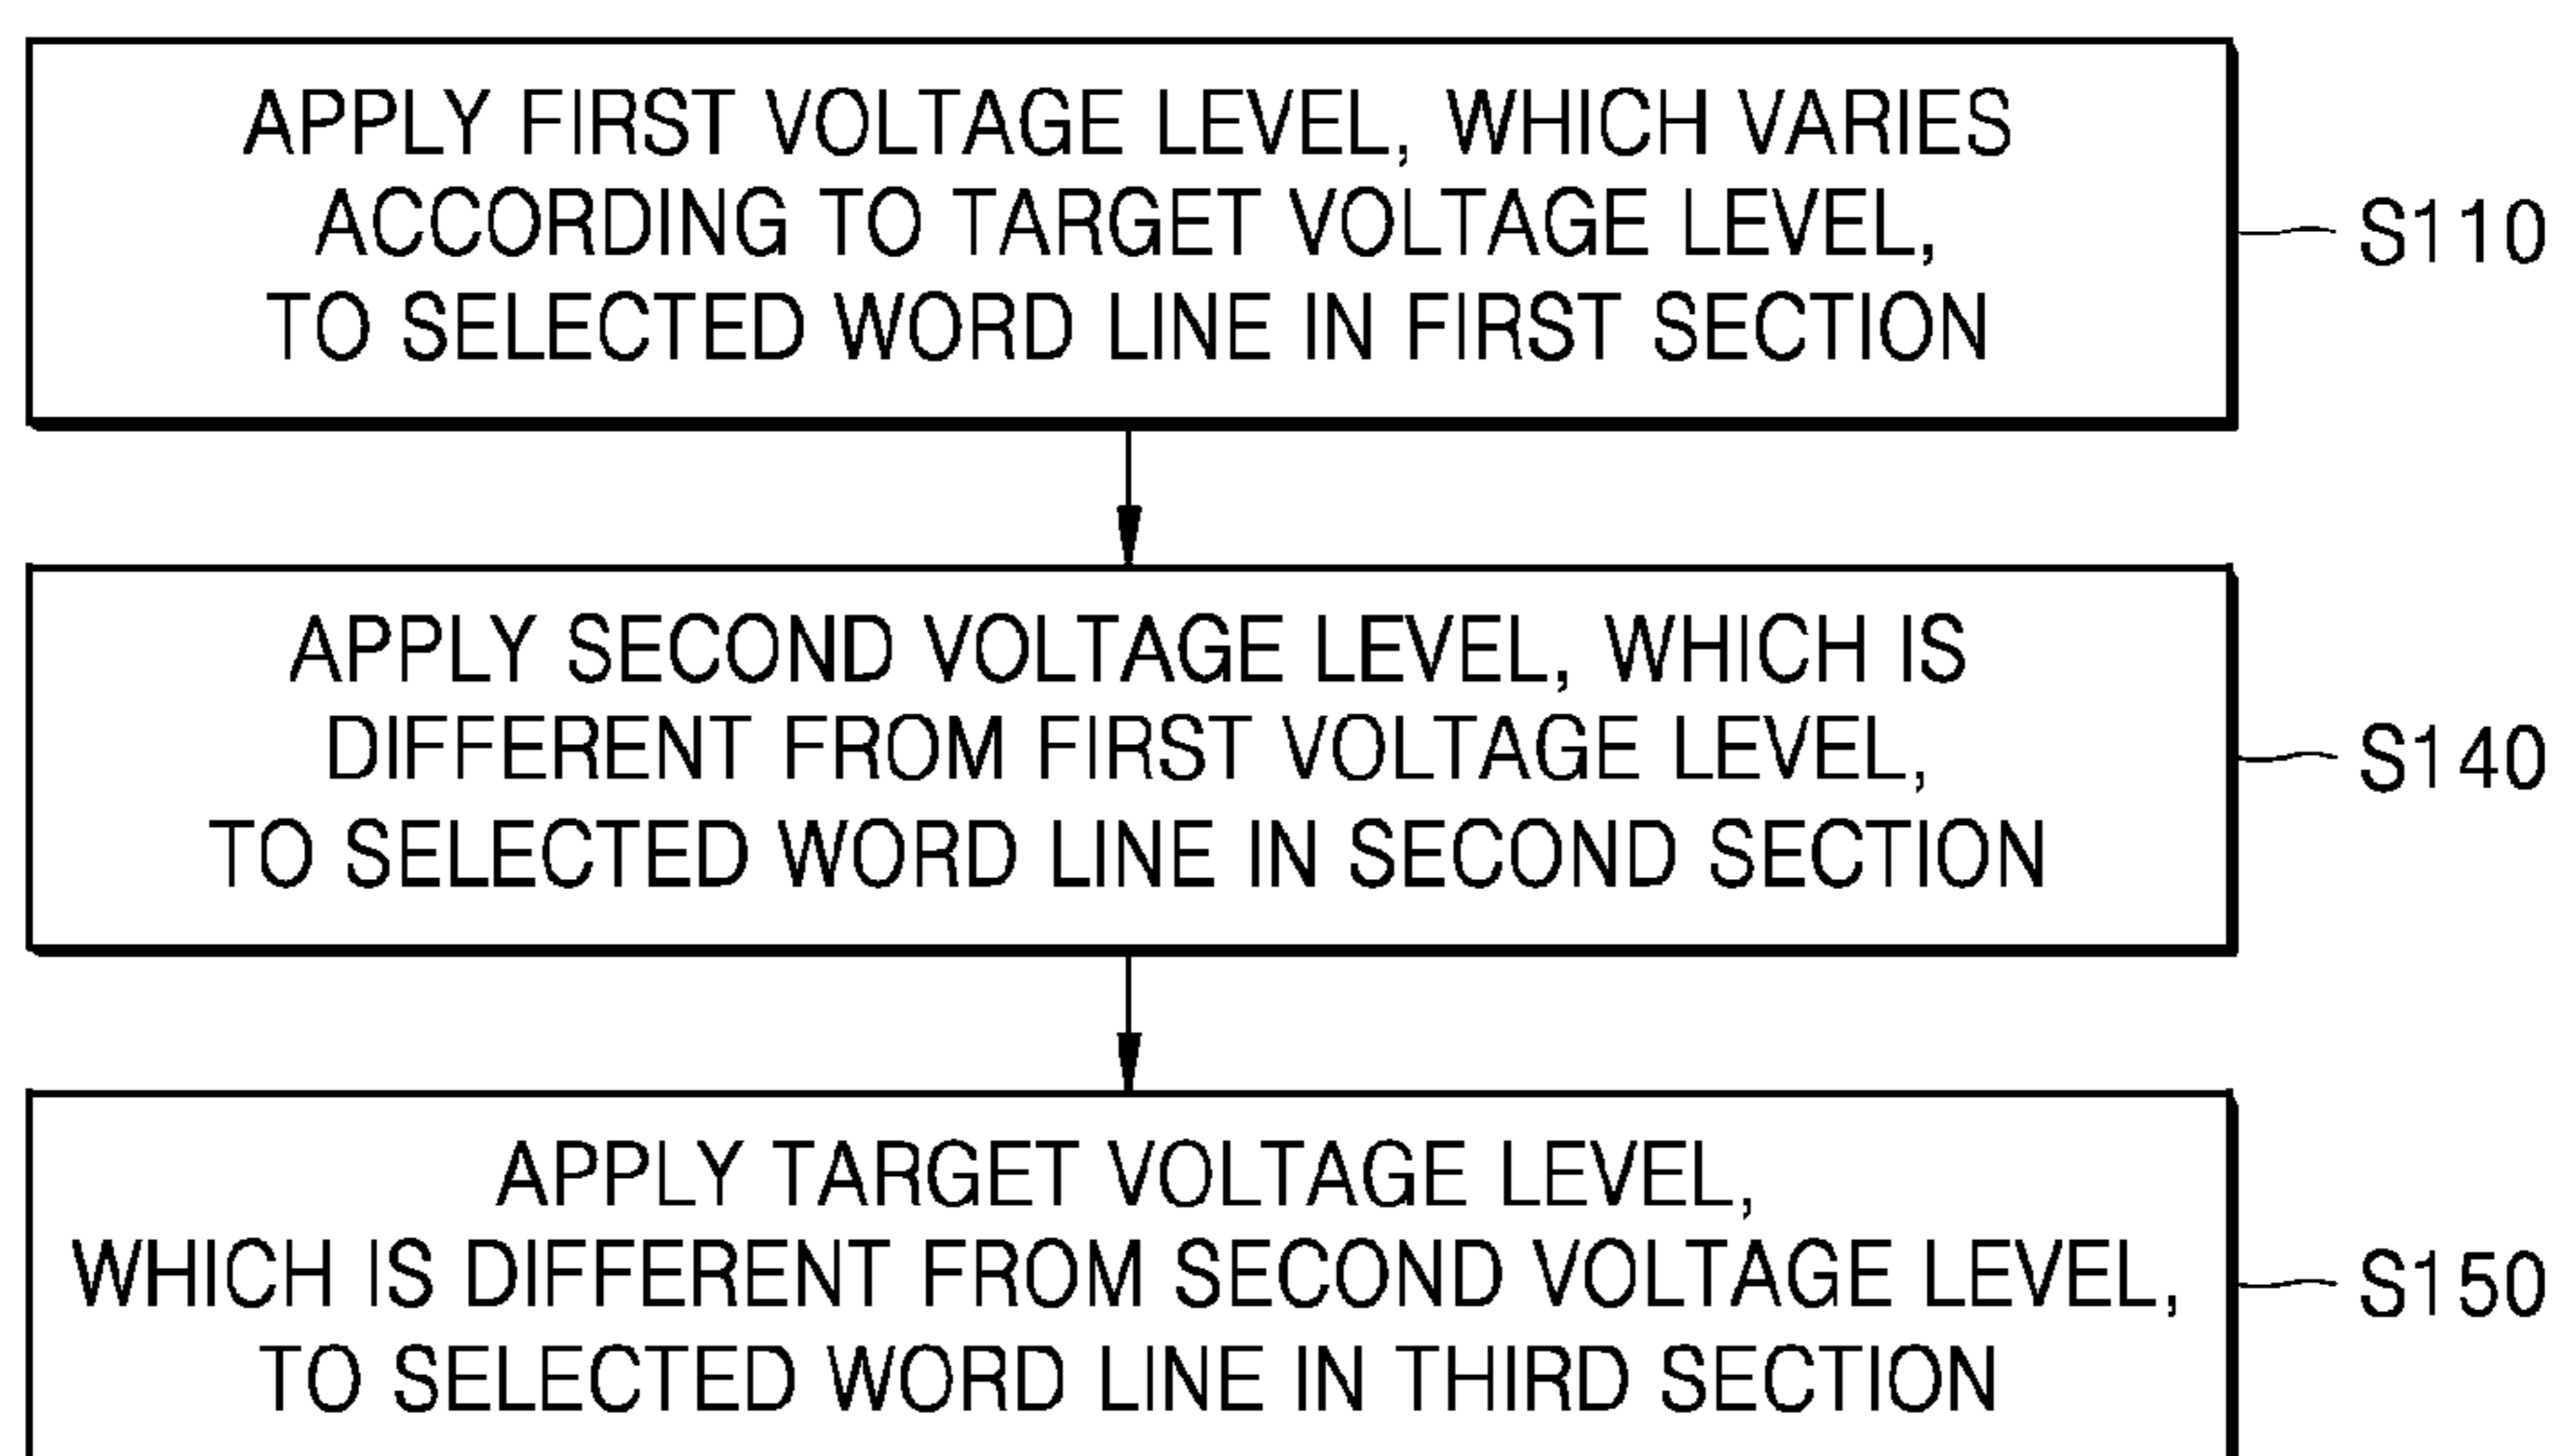 APPLY FIRST VOLTAGE LEVEL, WHICH VARIES
ACCORDING TO TARGET VOLTAGE LEVEL,
TO SELECTED WORD LINE IN FIRST SECTION
S110
APPLY SECOND VOLTAGE LEVEL, WHICH IS
DIFFERENT FROM FIRST VOLTAGE LEVEL,
TO SELECTED WORD LINE IN SECOND SECTION
S140
APPLY TARGET VOLTAGE LEVEL,
WHICH IS DIFFERENT FROM SECOND VOLTAGE LEVEL,
TO SELECTED WORD LINE IN THIRD SECTION
S150